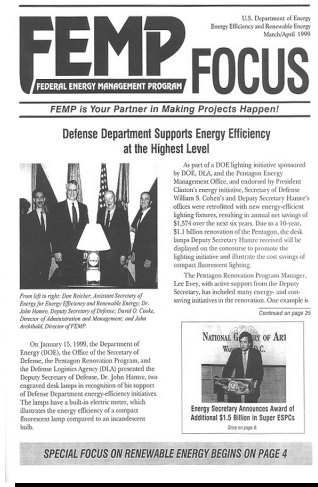 U.S. Department of Energy
Energy Efficiency and Renewable Energy
March/April 1999
FEMP
FEDERAL ENERGY MANAGEMENT PROGRAM
FOCUS
FEMP is Your Partner in Making Projects Happen!
Defense Department Supports Energy Efficiency
at the Highest Level
From left to right: Dan Reicher, Assistant Secretary of
Energy for Energy Efficiency and Renewable Energy; Dr.
John Hamre, Deputy Secretary of Defense; David O. Cooke,
Director of Administration and Management; and John
Archibald, Director of FEMP.
On January 15, 1999, the Department of
Energy (DOE), the Office of the Secretary of
Defense, the Pentagon Renovation Program, and
the Defense Logistics Agency (DLA) presented the
Deputy Secretary of Defense, Dr. John Hamre, two
engraved desk lamps in recognition of his support
of Defense Department energy-efficiency initiatives.
The lamps have a built-in electric meter, which
illustrates the energy efficiency of a compact
fluorescent lamp compared to an incandescent
bulb.
As part of a DOE lighting initiative sponsored
by DOE, DLA, and the Pentagon Energy
Management Office, and endorsed by President
Clinton's energy initiative, Secretary of Defense
William S. Cohen's and Deputy Secretary Hamre's
offices were retrofitted with new energy-efficient
lighting fixtures, resulting in annual net savings of
$1,574 over the next six years. Due to a 10-year,
$1.1 billion renovation of the Pentagon, the desk
lamps Deputy Secretary Hamre received will be
displayed on the concourse to promote the
lighting initiative and illustrate the cost savings of
compact fluorescent lighting.
The Pentagon Renovation Program Manager,
Lee Evey, with active support from the Deputy
Secretary, has included many energy- and cost-
saving initiatives in the renovation. One example is
Continued on page 25
NATIONAL GALLERY OF ART
D.C.
Energy Secretary Announces Award of
Additional $1.5 Billion in Super ESPCs
Story on page 8.
SPECIAL FOCUS ON RENEWABLE ENERGY BEGINS ON PAGE 4